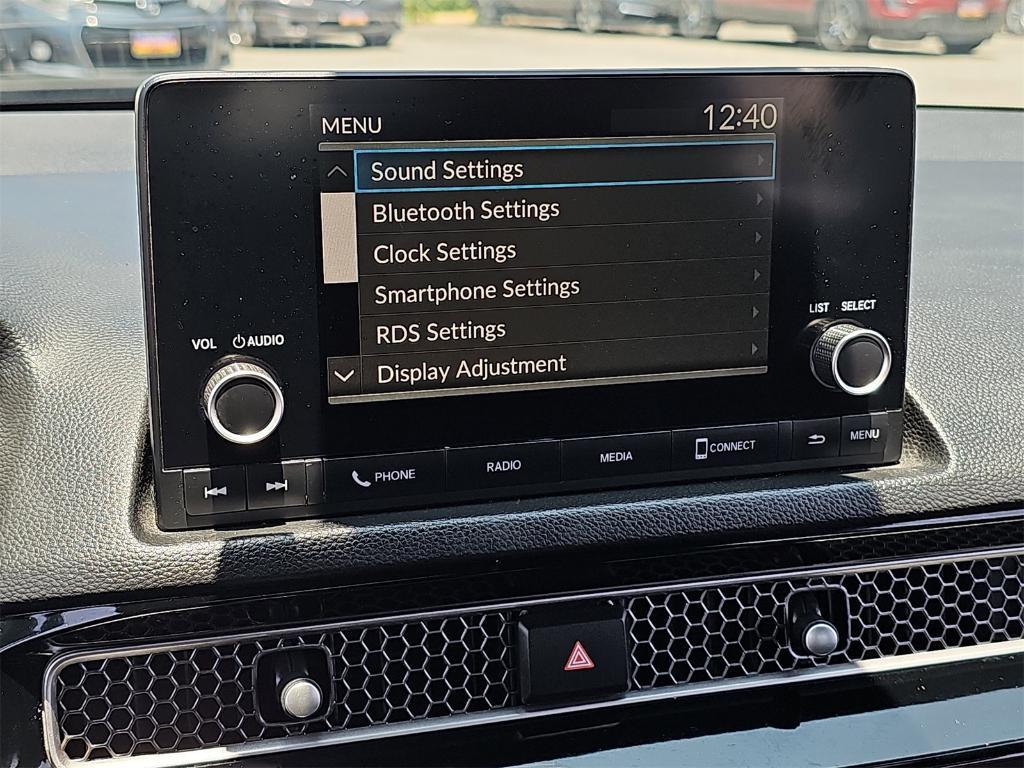 MENU 12:40
Sound Settings
Bluetooth Settings
Clock Settings
Smartphone Settings
RDS Settings
Display Adjustment
VOL AUDIO
LIST SELECT
PHONE RADIO MEDIA CONNECT MENU